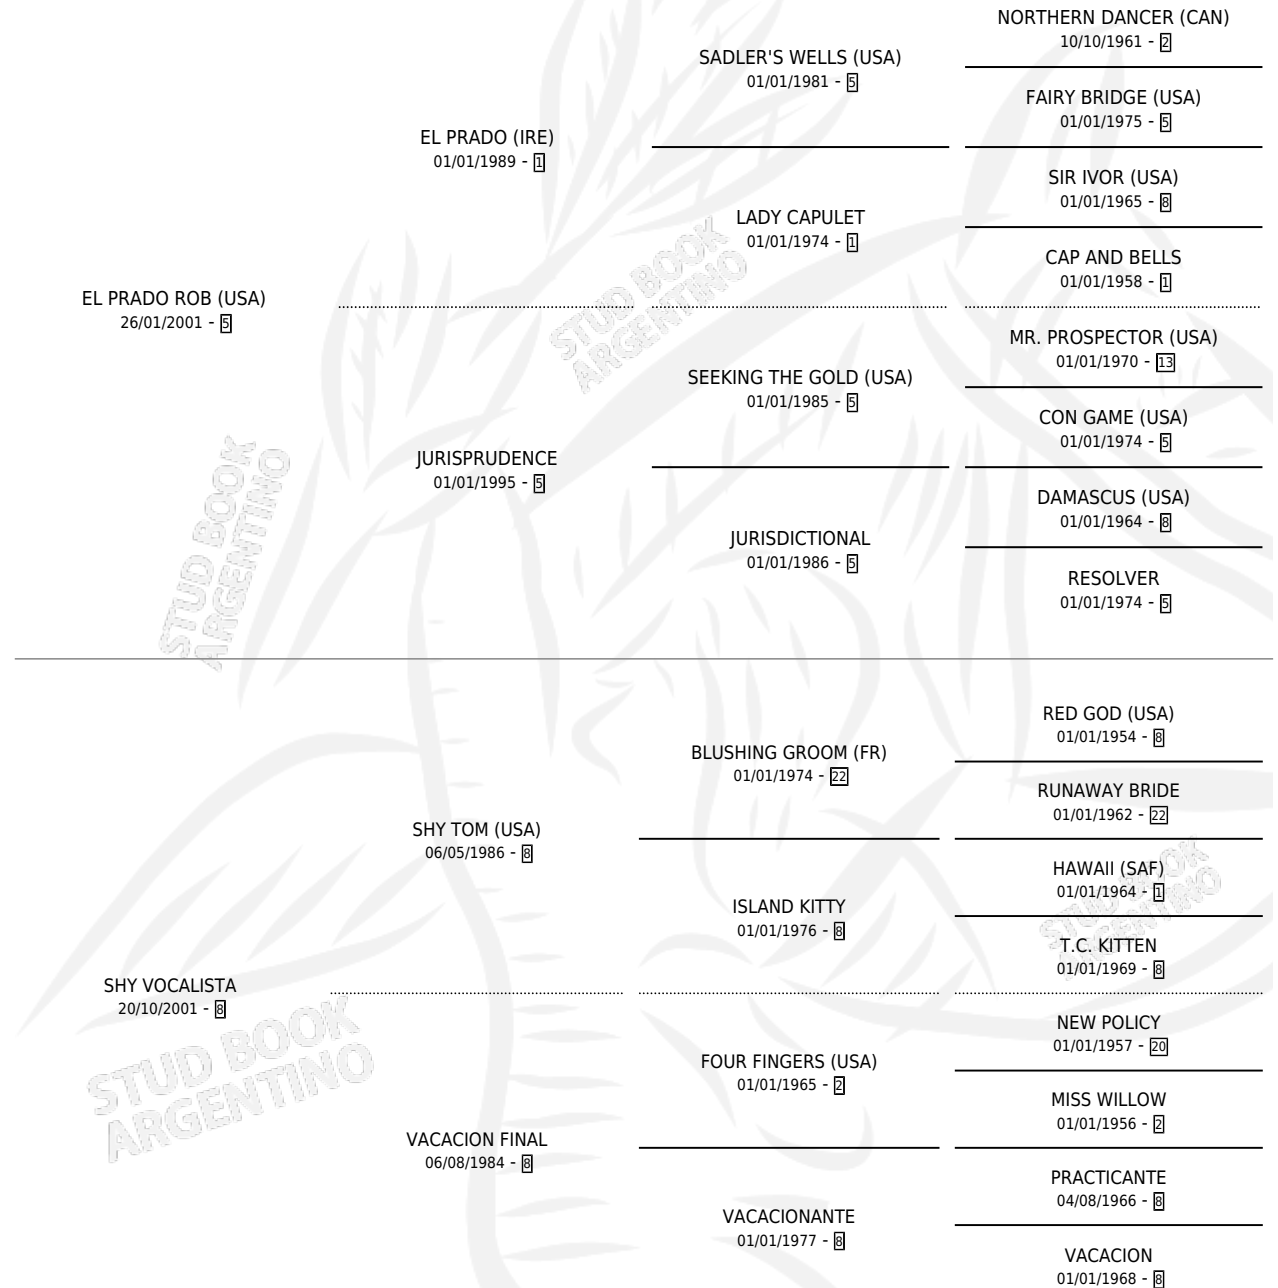 NORTHERN DANCER (CAN)
10/10/1961 - 2
SADLER'S WELLS (USA)
01/01/1981 - 5
FAIRY BRIDGE (USA)
01/01/1975 - 5
EL PRADO (IRE)
01/01/1989 - 1
SIR IVOR (USA)
01/01/1965 - 8
LADY CAPULET
01/01/1974 - 1
CAP AND BELLS
01/01/1958 - 1
EL PRADO ROB (USA)
26/01/2001 - 5
MR. PROSPECTOR (USA)
01/01/1970 - 13
SEEKING THE GOLD (USA)
01/01/1985 - 5
CON GAME (USA)
01/01/1974 - 5
JURISPRUDENCE
01/01/1995 - 5
DAMASCUS (USA)
01/01/1964 - 8
JURISDICTIONAL
01/01/1986 - 5
RESOLVER
01/01/1974 - 5
RED GOD (USA)
01/01/1954 - 8
BLUSHING GROOM (FR)
01/01/1974 - 22
RUNAWAY BRIDE
01/01/1962 - 22
SHY TOM (USA)
06/05/1986 - 8
HAWAII (SAF)
01/01/1964 - 1
ISLAND KITTY
01/01/1976 - 8
T.C. KITTEN
01/01/1969 - 8
SHY VOCALISTA
20/10/2001 - 8
NEW POLICY
01/01/1957 - 20
FOUR FINGERS (USA)
01/01/1965 - 2
MISS WILLOW
01/01/1956 - 2
VACACION FINAL
06/08/1984 - 8
PRACTICANTE
04/08/1966 - 8
VACACIONANTE
01/01/1977 - 8
VACACION
01/01/1968 - 8
STUD BOOK
ARGENTINO
STUD BOOK
ARGENTINO
STUD BOOK
ARGENTINO
STUD BOOK
ARGENTINO